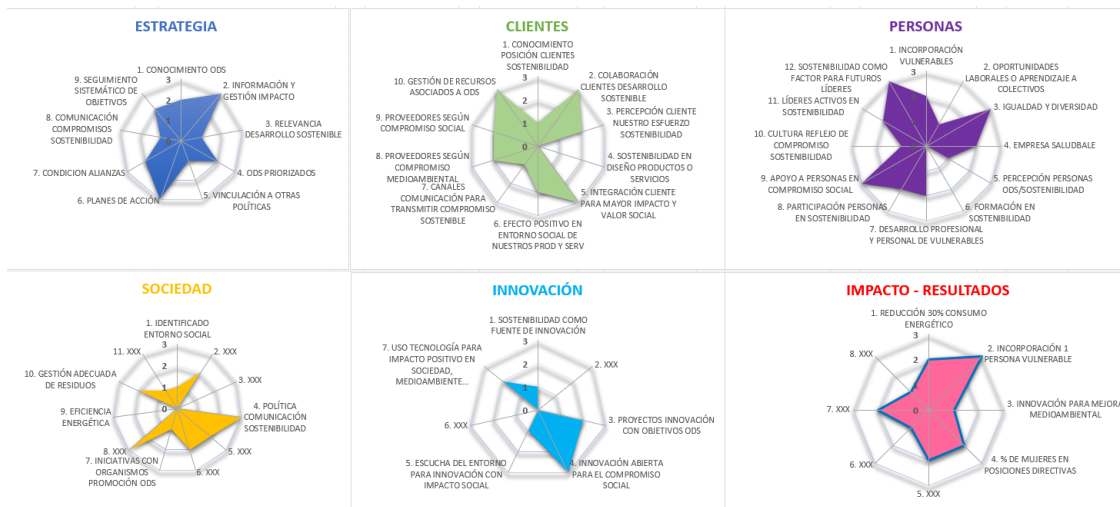 ESTRATEGIA
1. CONOCIMIENTO ODS
2. INFORMACIÓN Y
GESTIÓN IMPACTO
3. RELEVANCIA
DESARROLLO SOSTENIBLE
4. ODS PRIORIZADOS
5. VINCULACIÓN A OTRAS
POLÍTICAS
6. PLANES DE ACCIÓN
7. CONDICION ALIANZAS
8. COMUNICACIÓN
COMPROMISOS
SOSTENIBILIDAD
9. SEGUIMIENTO
SISTEMÁTICO DE
OBJETIVOS
3
2
1
0
CLIENTES
1. CONOCIMIENTO
POSICIÓN CLIENTES
SOSTENIBILIDAD
2. COLABORACIÓN
CLIENTES DESARROLLO
SOSTENIBLE
3. PERCEPCIÓN CLIENTE
NUESTRO ESFUERZO
SOSTENIBILIDAD
4. SOSTENIBILIDAD EN
DISEÑO PRODUCTOS O
SERVICIOS
5. INTEGRACIÓN CLIENTE
PARA MAYOR IMPACTO Y
VALOR SOCIAL
6. EFECTO POSITIVO EN
ENTORNO SOCIAL DE
NUESTROS PROD Y SERV
7. CANALES
COMUNICACIÓN PARA
TRANSMITIR COMPROMISO
SOSTENIBLE
8. PROVEEDORES SEGÚN
COMPROMISO
MEDIOAMBIENTAL
9. PROVEEDORES SEGÚN
COMPROMISO SOCIAL
10. GESTIÓN DE RECURSOS
ASOCIADOS A ODS
3
2
1
0
PERSONAS
1. INCORPORACIÓN
VULNERABLES
2. OPORTUNIDADES
LABORALES O APRENDIZAJE A
COLECTIVOS
3. IGUALDAD Y DIVERSIDAD
4. EMPRESA SALUDBALE
5. PERCEPCIÓN PERSONAS
ODS/SOSTENIBILIDAD
6. FORMACIÓN EN
SOSTENIBILIDAD
7. DESARROLLO PROFESIONAL
Y PERSONAL DE VULNERABLES
8. PARTICIPACIÓN PERSONAS
EN SOSTENIBILIDAD
9. APOYO A PERSONAS EN
COMPROMISO SOCIAL
10. CULTURA REFLEJO DE
COMPROMISO
SOSTENIBILIDAD
11. LÍDERES ACTIVOS EN
SOSTENIBILIDAD
12. SOSTENIBILIDAD COMO
FACTOR PARA FUTUROS
LÍDERES
3
2
SOCIEDAD
1. IDENTIFICADO
ENTORNO SOCIAL
2. XXX
3. XXX
4. POLÍTICA
COMUNICACIÓN
SOSTENIBILIDAD
5. XXX
6. XXX
7. INICIATIVAS CON
ORGANISMOS
PROMOCIÓN ODS
8. XXX
9. EFICIENCIA
ENERGÉTICA
10. GESTIÓN ADECUADA
DE RESIDUOS
11. XXX
3
2
1
0
INNOVACIÓN
1. SOSTENIBILIDAD COMO
FUENTE DE INNOVACIÓN
2. XXX
3. PROYECTOS INNOVACIÓN
CON OBJETIVOS ODS
4. INNOVACIÓN ABIERTA
PARA EL COMPROMISO
SOCIAL
5. ESCUCHA DEL ENTORNO
PARA INNOVACIÓN CON
IMPACTO SOCIAL
6. XXX
7. USO TECNOLOGÍA PARA
IMPACTO POSITIVO EN
SOCIEDAD,
MEDIOAMBIENTE...
3
2
1
0
IMPACTO - RESULTADOS
1. REDUCCIÓN 30% CONSUMO
ENERGÉTICO
2. INCORPORACIÓN 1
PERSONA VULNERABLE
3. INNOVACIÓN PARA MEJORA
MEDIOAMBIENTAL
4. % DE MUJERES EN
POSICIONES DIRECTIVAS
5. XXX
6. XXX
7. XXX
8. XXX
3
2
1
0